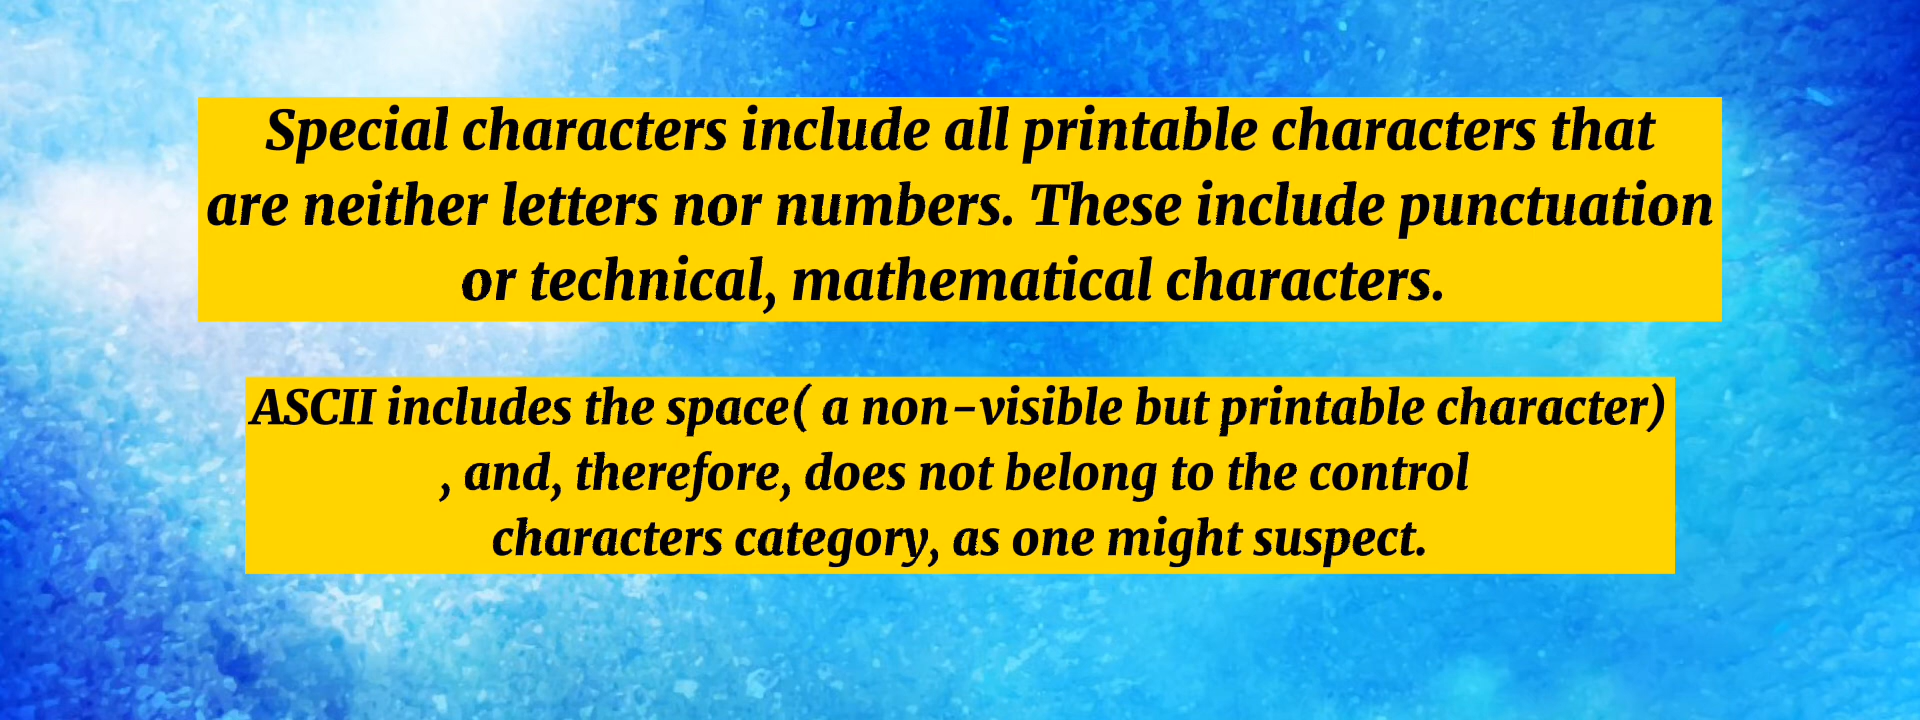 Special characters include all printable characters that
are neither letters nor numbers. These include punctuation
or technical, mathematical characters.
ASCII includes the space( a non-visible but printable character)
, and, therefore, does not belong to the control
characters category, as one might suspect.